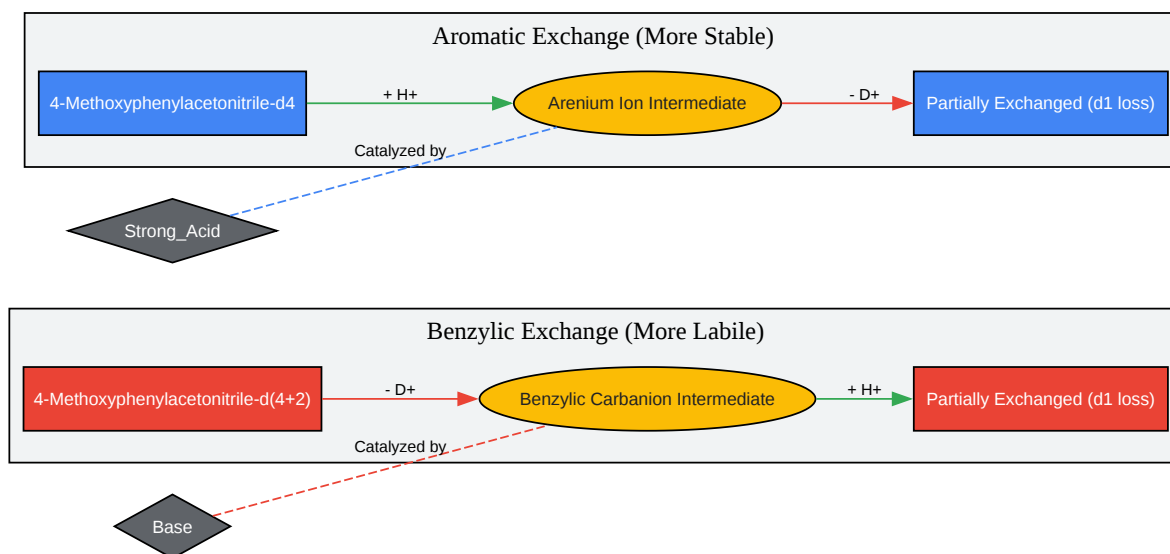 Aromatic Exchange (More Stable)
4-Methoxyphenylacetonitrile-d4
+ H+
Arenium Ion Intermediate
- D+
Partially Exchanged (d1 loss)
Catalyzed by
Strong_Acid
Benzylic Exchange (More Labile)
4-Methoxyphenylacetonitrile-d(4+2)
- D+
Benzylic Carbanion Intermediate
+ H+
Partially Exchanged (d1 loss)
Catalyzed by
Base